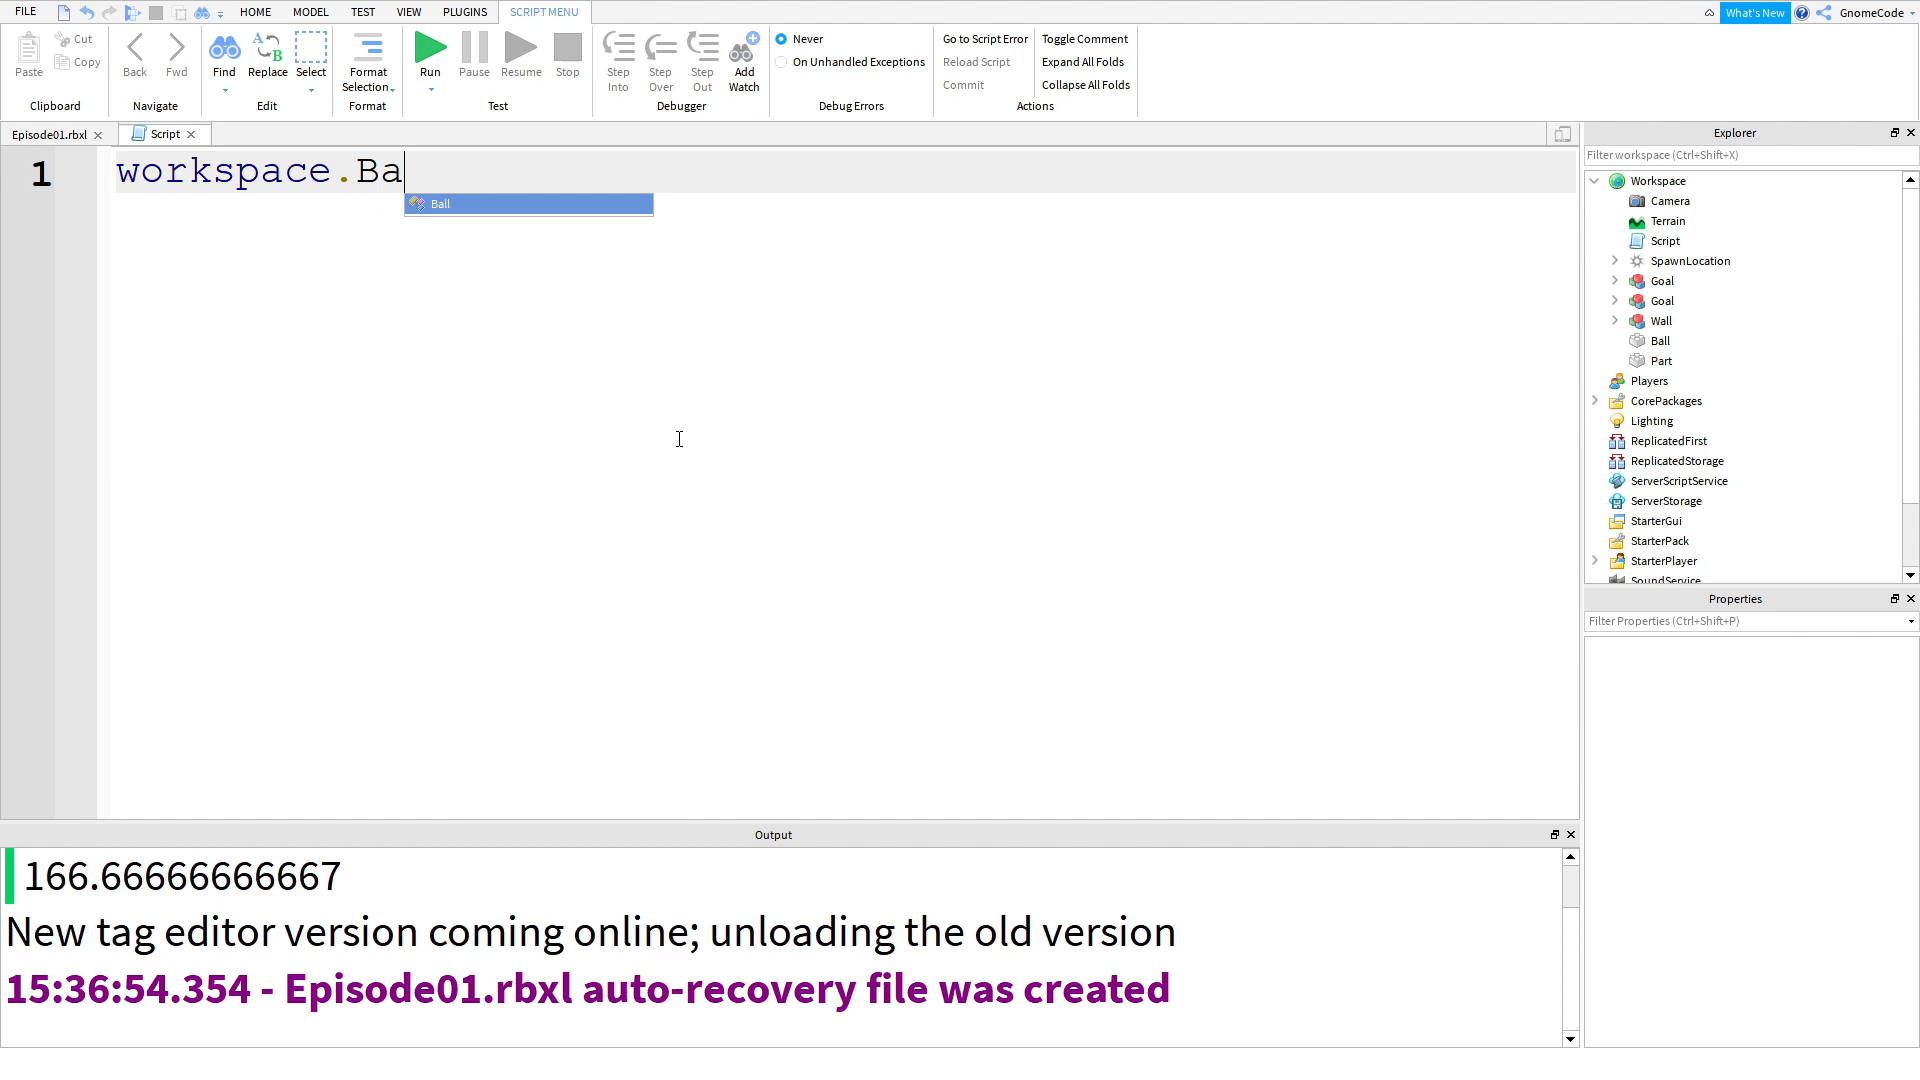 FILE HOME MODEL TEST VIEW PLUGINS SCRIPT MENU What's New GnomeCode
Paste Cut Copy Back Fwd Find Replace Select Format Selection Run Pause Resume Stop Step Into Step Over Step Out Add Watch
Never
On Unhandled Exceptions
Go to Script Error
Reload Script
Commit
Toggle Comment
Expand All Folds
Collapse All Folds
Clipboard Navigate Edit Format Test Debugger Debug Errors Actions
Episode01.rbxl Script
1 workspace.Ba
Ball
Explorer
Filter workspace (Ctrl+Shift+X)
Workspace
Camera
Terrain
Script
SpawnLocation
Goal
Goal
Wall
Ball
Part
Players
CorePackages
Lighting
ReplicatedFirst
ReplicatedStorage
ServerScriptService
ServerStorage
StarterGui
StarterPack
StarterPlayer
SoundService
Properties
Filter Properties (Ctrl+Shift+P)
Output
166.66666666667
New tag editor version coming online; unloading the old version
15:36:54.354 - Episode01.rbxl auto-recovery file was created